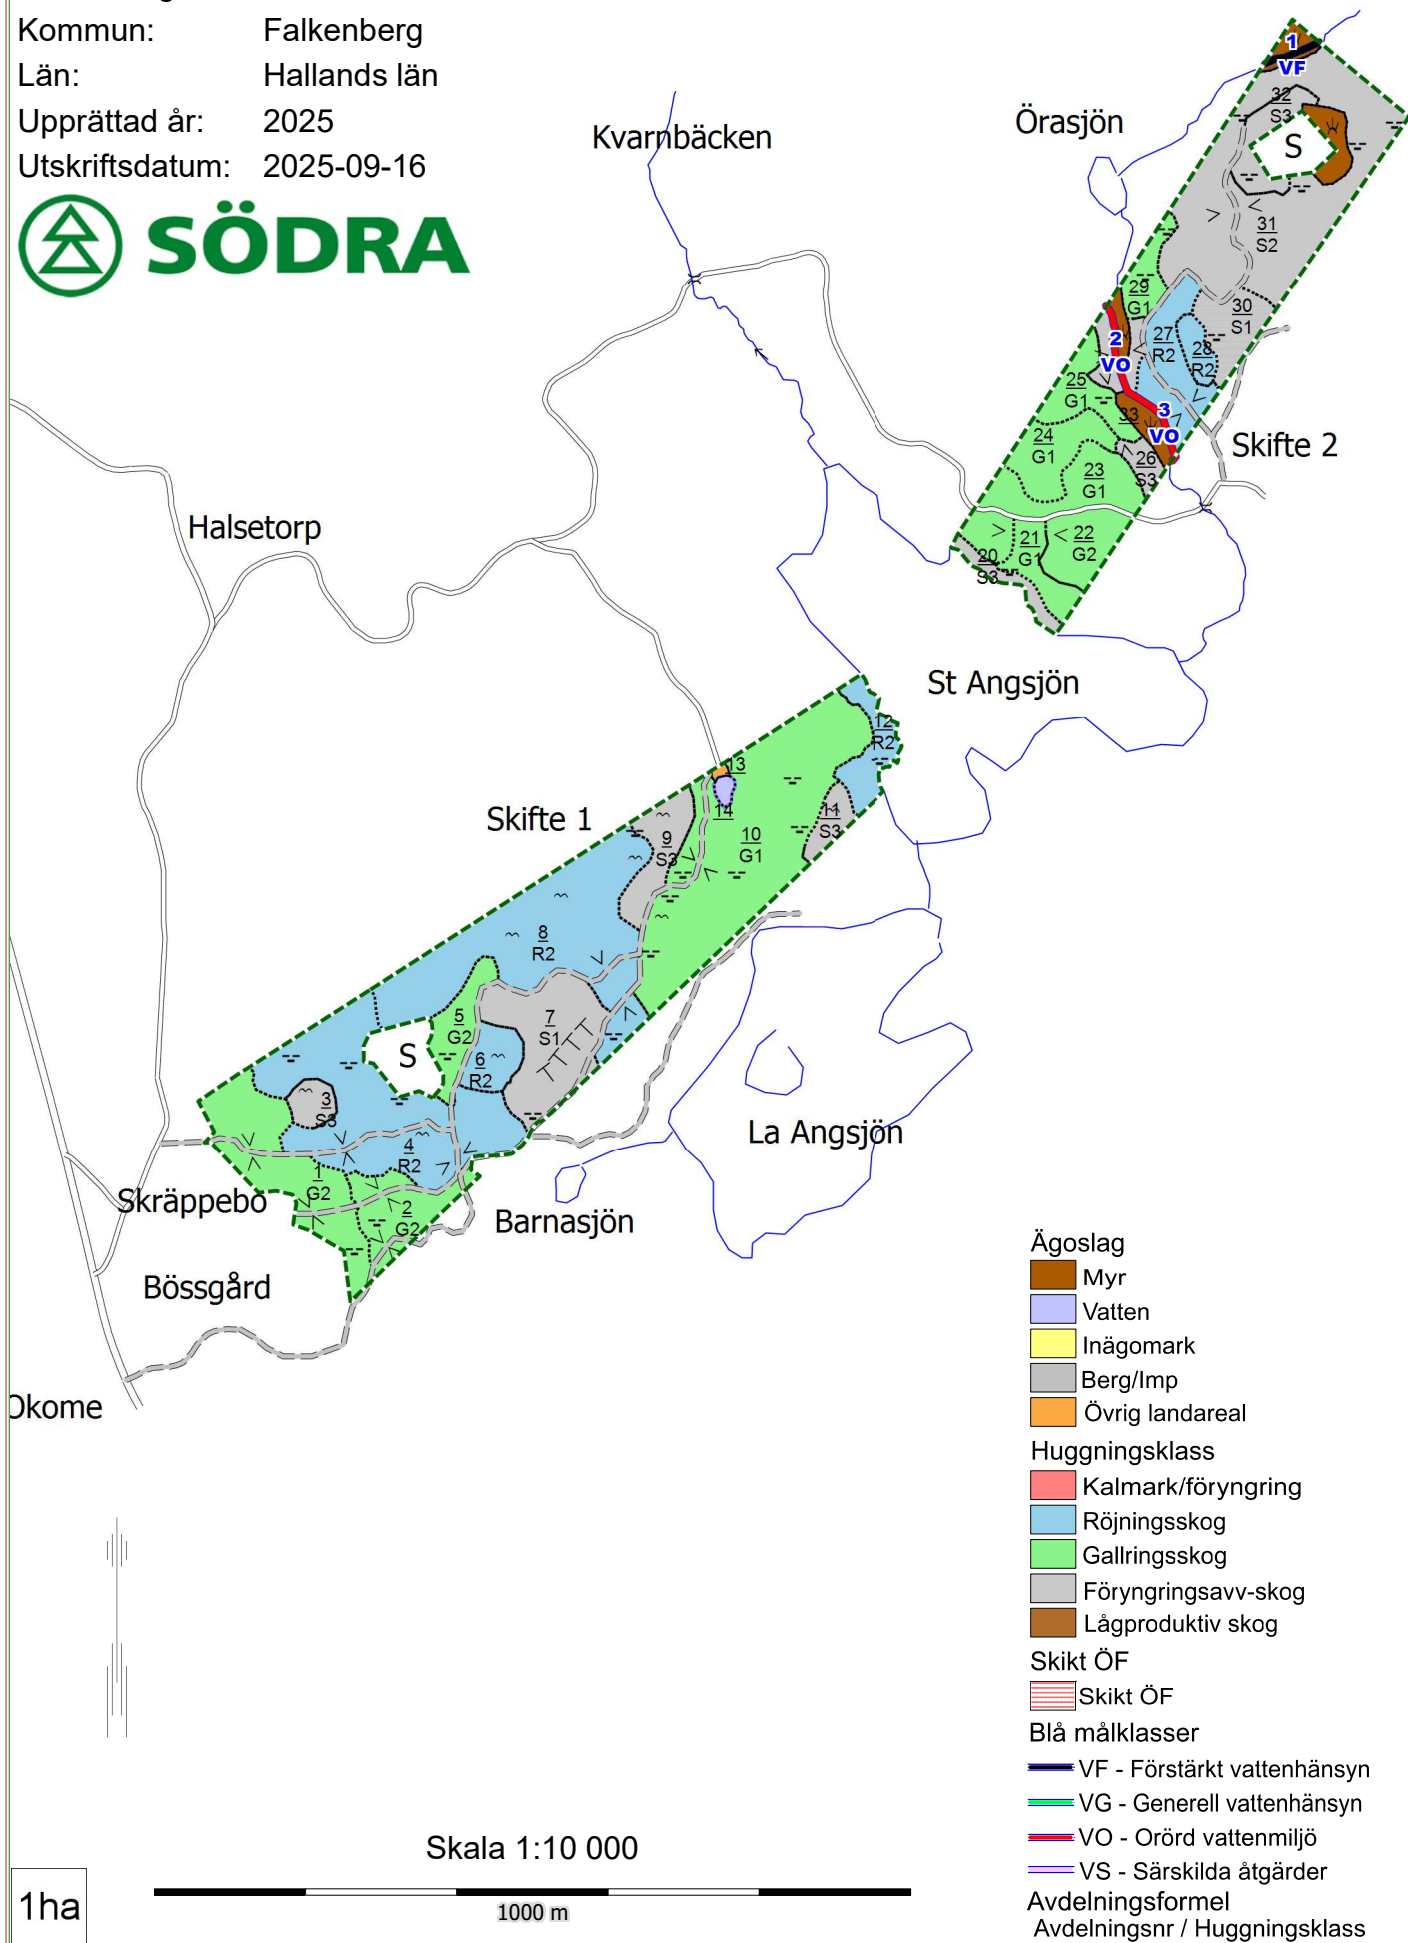 Kommun: Falkenberg
Län: Hallands län
Upprättad år: 2025
Utskriftsdatum: 2025-09-16
SÖDRA
Kvarnbäcken
Örasjön
1
VF
32
S3
S
31
S2
29
G1
30
S1
2
VO
27
R2
28
R2
25
G1
3
VO
33
24
G1
26
S3
23
G1
Skifte 2
21
G1
22
G2
20
S3
Halsetorp
St Angsjön
12
R2
13
14
Skifte 1
9
S3
10
G1
11
S3
8
R2
5
G2
7
S1
S
6
R2
3
S3
4
R2
La Angsjön
1
G2
2
G2
Skräppebo
Barnasjön
Bössgård
Okome
Ägoslag
Myr
Vatten
Inägomark
Berg/Imp
Övrig landareal
Huggningsklass
Kalmark/föryngring
Röjningsskog
Gallringsskog
Föryngringsavv-skog
Lågproduktiv skog
Skikt ÖF
Skikt ÖF
Blå målklasser
VF - Förstärkt vattenhänsyn
VG - Generell vattenhänsyn
VO - Orörd vattenmiljö
VS - Särskilda åtgärder
Avdelningsformel
Avdelningsnr / Huggningsklass
Skala 1:10 000
1ha
1000 m